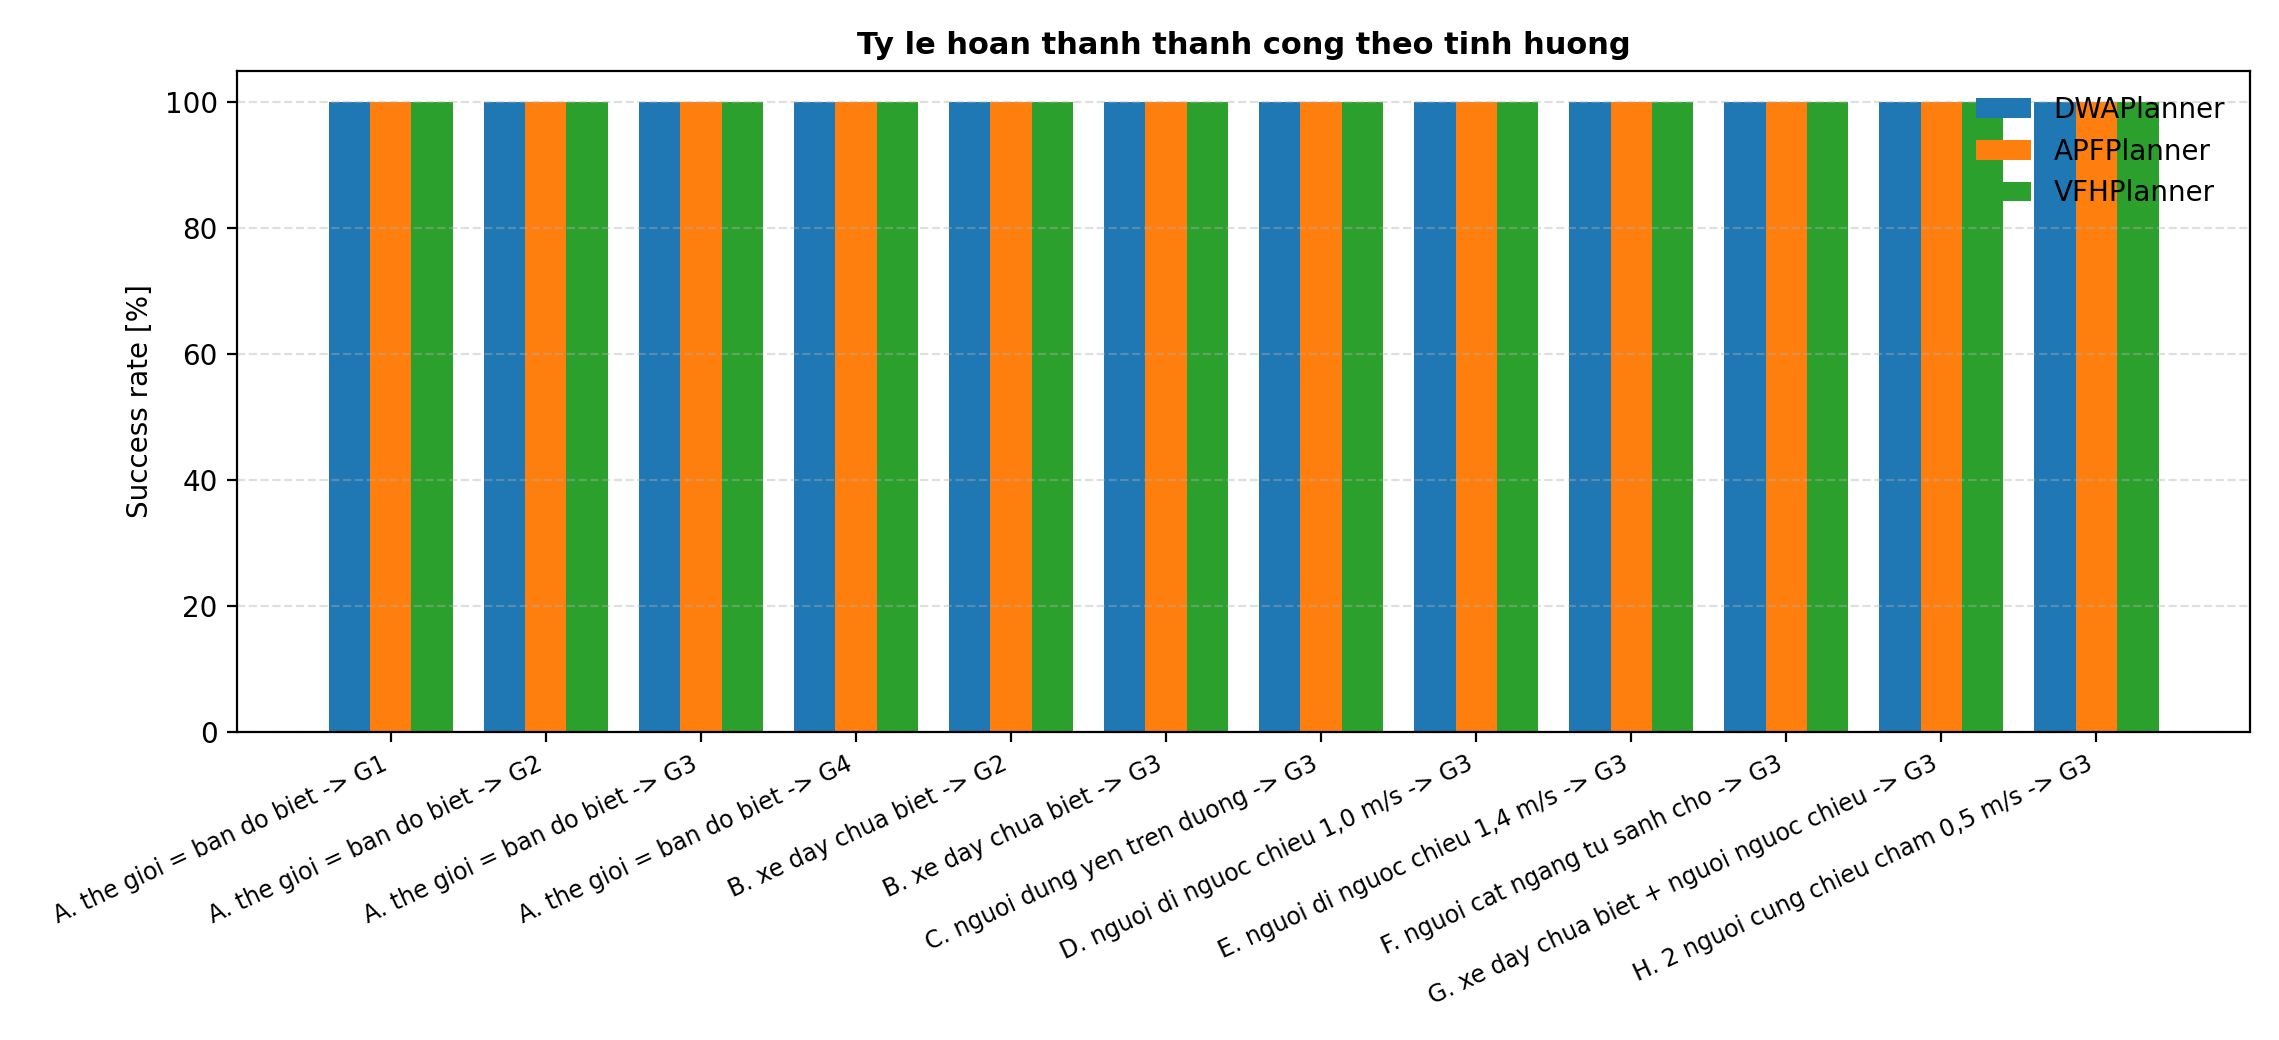 Ty le hoan thanh thanh cong theo tinh huong
DWAPlanner
APFPlanner
VFHPlanner
Success rate [%]
100
80
60
40
20
0
A. the gioi = ban do biet -> G1
A. the gioi = ban do biet -> G2
A. the gioi = ban do biet -> G3
A. the gioi = ban do biet -> G4
B. xe day chua biet -> G2
B. xe day chua biet -> G3
C. nguoi dung yen tren duong -> G3
D. nguoi di nguoc chieu 1,0 m/s -> G3
E. nguoi di nguoc chieu 1,4 m/s -> G3
F. nguoi cat ngang tu sanh cho -> G3
G. xe day chua biet + nguoi nguoc chieu -> G3
H. 2 nguoi cung chieu cham 0,5 m/s -> G3